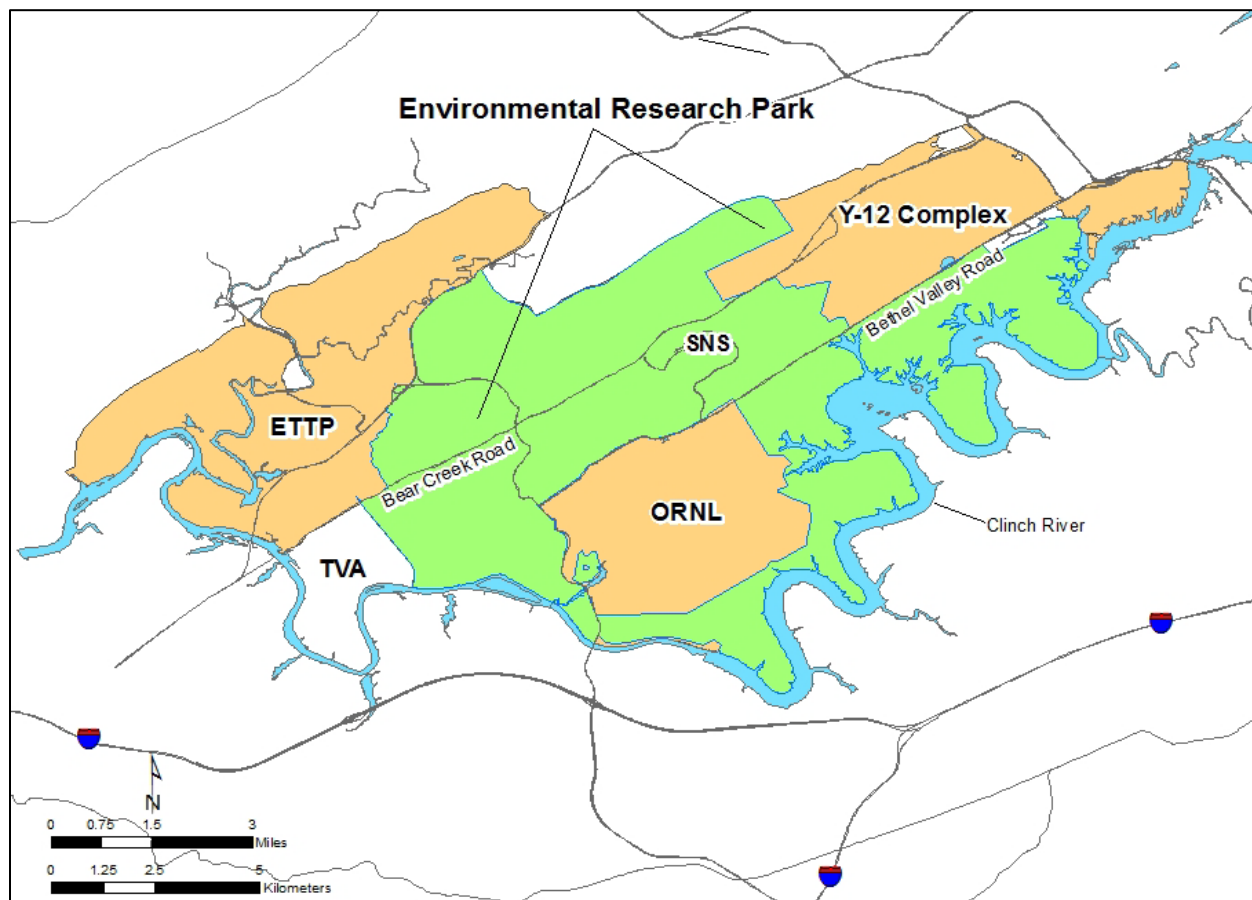 Environmental Research Park
Y-12 Complex
Bethel Valley Road
SNS
ETTP
Bear Creek Road
ORNL
Clinch River
TVA
N
0 0.75 1.5 3
Miles
0 1.25 2.5 5
Kilometers